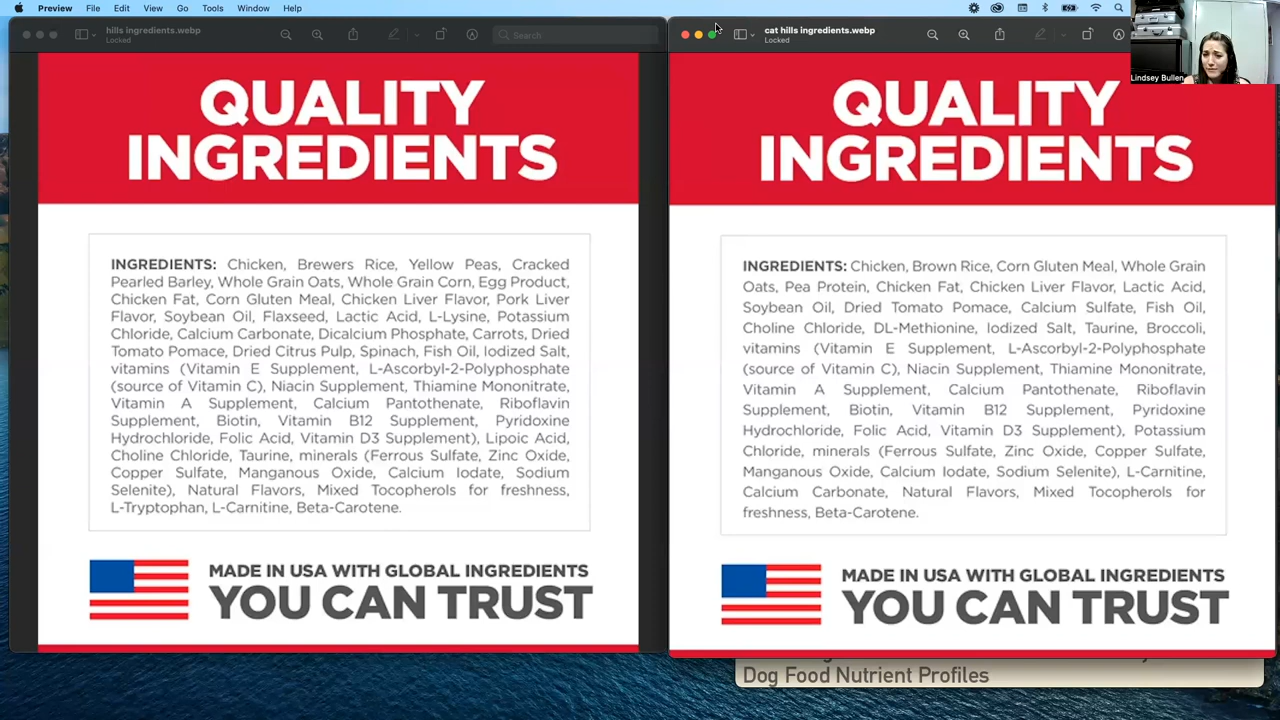 Preview File Edit View Go Tools Window Help
hills ingredients.webp
Locked
Search
cat hills ingredients.webp
Locked
Lindsey Bullen
QUALITY
INGREDIENTS
INGREDIENTS: Chicken, Brewers Rice, Yellow Peas, Cracked
Pearled Barley, Whole Grain Oats, Whole Grain Corn, Egg Product,
Chicken Fat, Corn Gluten Meal, Chicken Liver Flavor, Pork Liver
Flavor, Soybean Oil, Flaxseed, Lactic Acid, L-Lysine, Potassium
Chloride, Calcium Carbonate, Dicalcium Phosphate, Carrots, Dried
Tomato Pomace, Dried Citrus Pulp, Spinach, Fish Oil, Iodized Salt,
vitamins (Vitamin E Supplement, L-Ascorbyl-2-Polyphosphate
(source of Vitamin C), Niacin Supplement, Thiamine Mononitrate,
Vitamin A Supplement, Calcium Pantothenate, Riboflavin
Supplement, Biotin, Vitamin B12 Supplement, Pyridoxine
Hydrochloride, Folic Acid, Vitamin D3 Supplement), Lipoic Acid,
Choline Chloride, Taurine, minerals (Ferrous Sulfate, Zinc Oxide,
Copper Sulfate, Manganous Oxide, Calcium Iodate, Sodium
Selenite), Natural Flavors, Mixed Tocopherols for freshness,
L-Tryptophan, L-Carnitine, Beta-Carotene.
MADE IN USA WITH GLOBAL INGREDIENTS
YOU CAN TRUST
QUALITY
INGREDIENTS
INGREDIENTS: Chicken, Brown Rice, Corn Gluten Meal, Whole Grain
Oats, Pea Protein, Chicken Fat, Chicken Liver Flavor, Lactic Acid,
Soybean Oil, Dried Tomato Pomace, Calcium Sulfate, Fish Oil,
Choline Chloride, DL-Methionine, Iodized Salt, Taurine, Broccoli,
vitamins (Vitamin E Supplement, L-Ascorbyl-2-Polyphosphate
(source of Vitamin C), Niacin Supplement, Thiamine Mononitrate,
Vitamin A Supplement, Calcium Pantothenate, Riboflavin
Supplement, Biotin, Vitamin B12 Supplement, Pyridoxine
Hydrochloride, Folic Acid, Vitamin D3 Supplement), Potassium
Chloride, minerals (Ferrous Sulfate, Zinc Oxide, Copper Sulfate,
Manganous Oxide, Calcium Iodate, Sodium Selenite), L-Carnitine,
Calcium Carbonate, Natural Flavors, Mixed Tocopherols for
freshness, Beta-Carotene.
MADE IN USA WITH GLOBAL INGREDIENTS
YOU CAN TRUST
Dog Food Nutrient Profiles